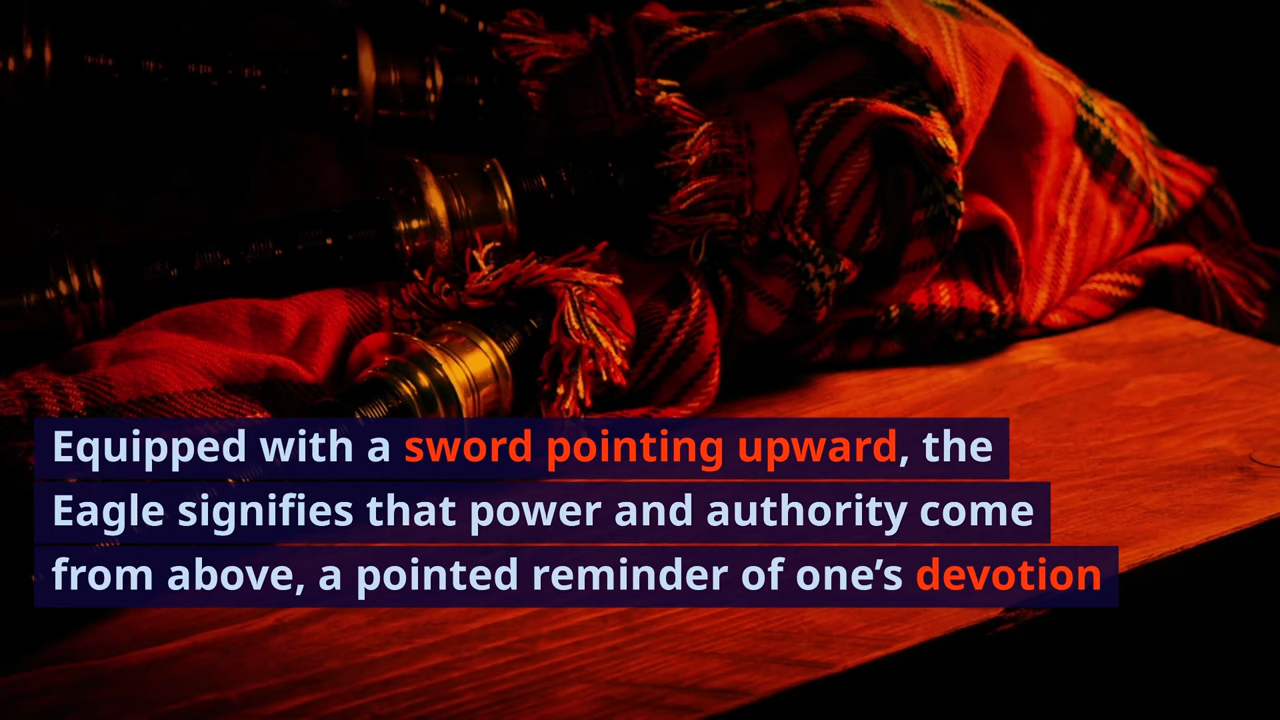 Equipped with a sword pointing upward, the
Eagle signifies that power and authority come
from above, a pointed reminder of one’s devotion